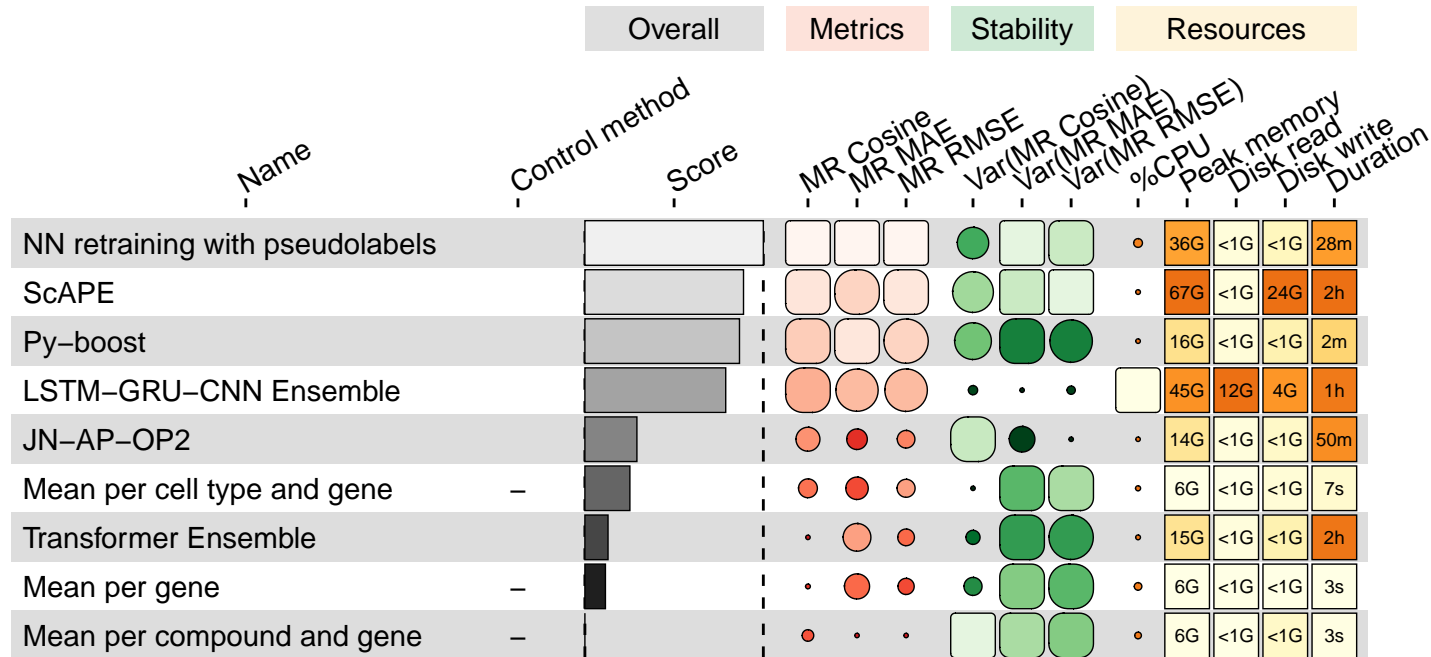 Overall Metrics Stability Resources
Name Control method Score MR Cosine MR MAE MR RMSE Var(MR Cosine) Var(MR MAE) Var(MR RMSE) %CPU Peak memory Disk read Disk write Duration
NN retraining with pseudolabels 36G <1G <1G 28m
ScAPE 67G <1G 24G 2h
Py−boost 16G <1G <1G 2m
LSTM−GRU−CNN Ensemble 45G 12G 4G 1h
JN−AP−OP2 14G <1G <1G 50m
Mean per cell type and gene − 6G <1G <1G 7s
Transformer Ensemble 15G <1G <1G 2h
Mean per gene − 6G <1G <1G 3s
Mean per compound and gene − 6G <1G <1G 3s